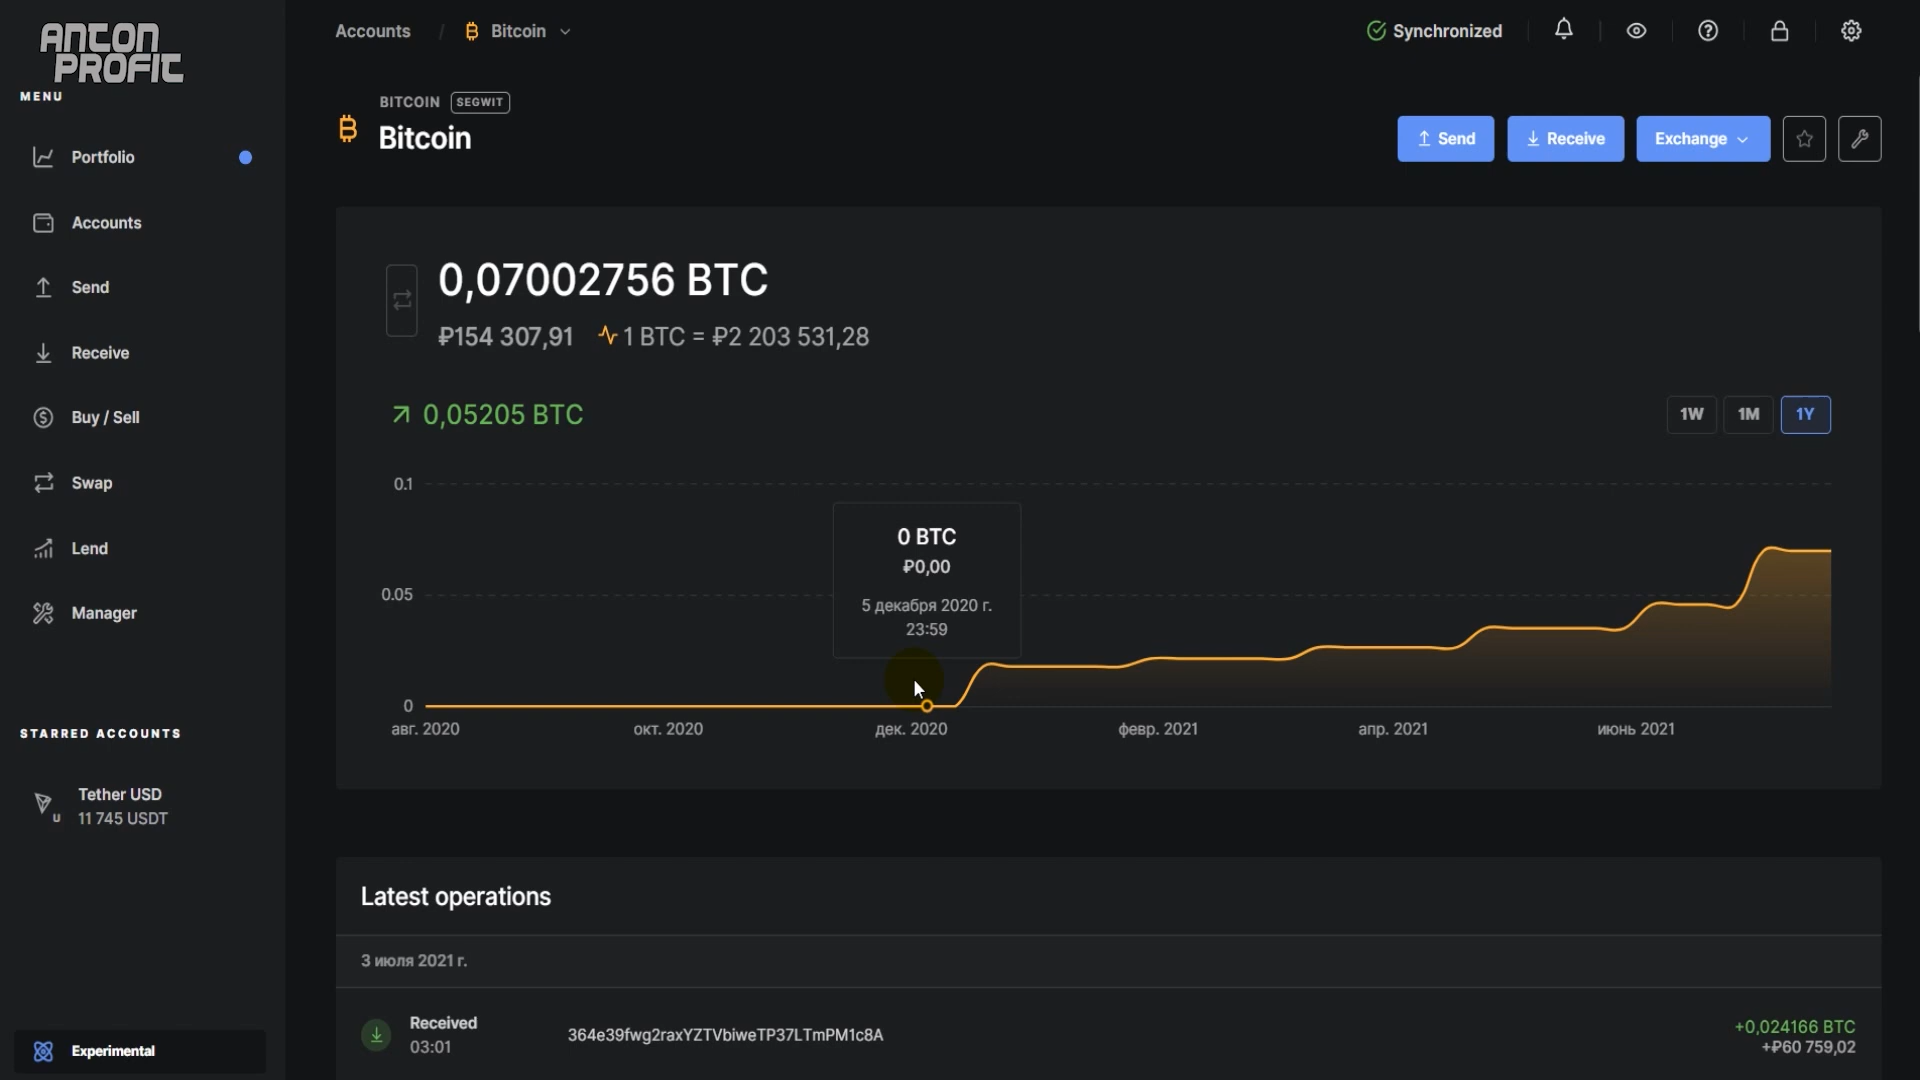 ANTON
PROFIT
MENU
Portfolio
Accounts
Send
Receive
Buy / Sell
Swap
Lend
Manager
STARRED ACCOUNTS
Tether USD
U 11 745 USDT
Experimental
Accounts / Bitcoin
Synchronized
BITCOIN SEGWIT
Bitcoin
Send
Receive
Exchange
0,07002756 BTC
₽154 307,91 1 BTC = ₽2 203 531,28
0,05205 BTC
1W 1M 1Y
0.1
0.05
0
0 BTC
₽0,00
5 декабря 2020 г.
23:59
авг. 2020 окт. 2020 дек. 2020 февр. 2021 апр. 2021 июнь 2021
Latest operations
3 июля 2021 г.
Received
03:01
364e39fwg2raxYZTVbiweTP37LTmPM1c8A
+0,024166 BTC
+₽60 759,02